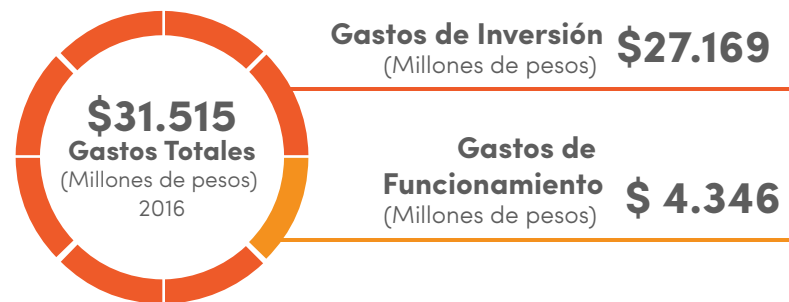 $31.515
Gastos Totales
(Millones de pesos)
2016
Gastos de Inversión
(Millones de pesos)
$27.169
Gastos de
Funcionamiento
(Millones de pesos)
$ 4.346